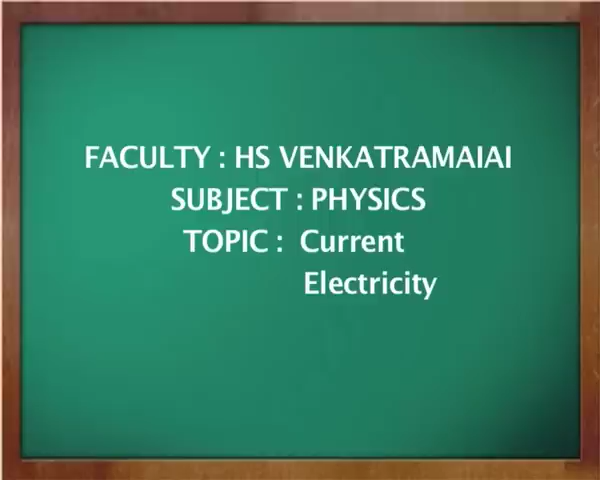 FACULTY : HS VENKATRAMAIAI
SUBJECT : PHYSICS
TOPIC : Current
Electricity